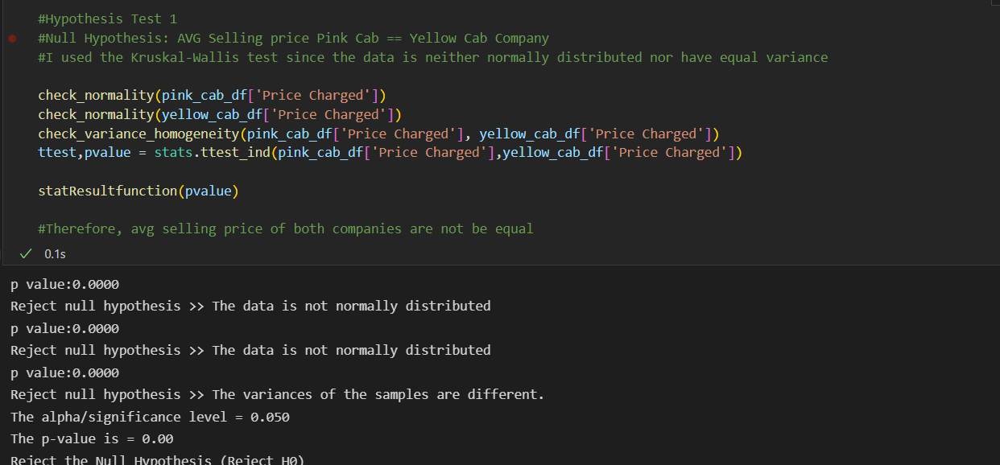 #Hypothesis Test 1
#Null Hypothesis: AVG Selling price Pink Cab == Yellow Cab Company
#I used the Kruskal-Wallis test since the data is neither normally distributed nor have equal variance
check_normality(pink_cab_df['Price Charged'])
check_normality(yellow_cab_df['Price Charged'])
check_variance_homogeneity(pink_cab_df['Price Charged'], yellow_cab_df['Price Charged'])
ttest,pvalue = stats.ttest_ind(pink_cab_df['Price Charged'],yellow_cab_df['Price Charged'])
statResultfunction(pvalue)
#Therefore, avg selling price of both companies are not be equal
0.1s
p value:0.0000
Reject null hypothesis >> The data is not normally distributed
p value:0.0000
Reject null hypothesis >> The data is not normally distributed
p value:0.0000
Reject null hypothesis >> The variances of the samples are different.
The alpha/significance level = 0.050
The p-value is = 0.00
Reject the Null Hypothesis (Reject H0)